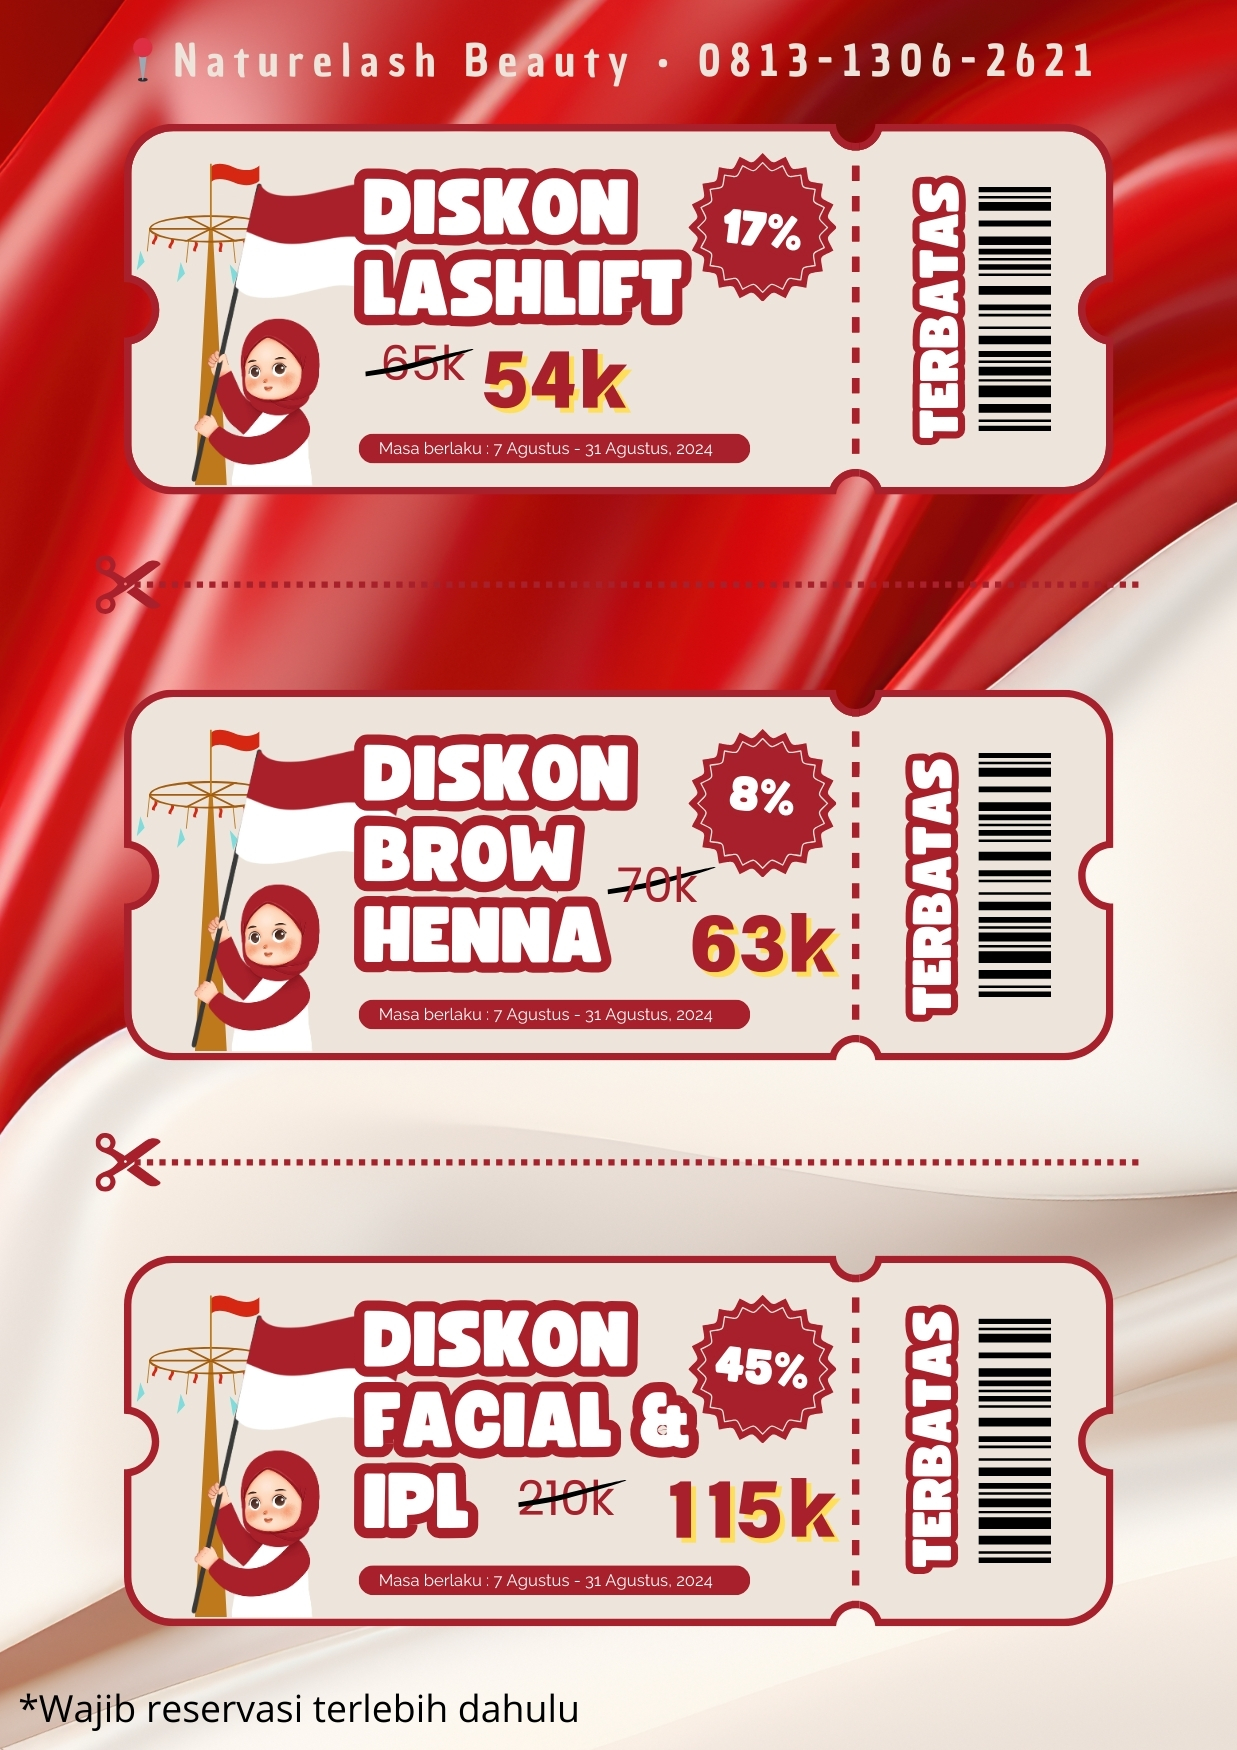 Naturelash Beauty · 0813-1306-2621
DISKON
LASHLIFT
17%
65k 54k
Masa berlaku : 7 Agustus - 31 Agustus, 2024
TERBATAS
DISKON
BROW
HENNA
8%
70k
63k
Masa berlaku : 7 Agustus - 31 Agustus, 2024
TERBATAS
DISKON
FACIAL &
IPL
45%
210k 115k
Masa berlaku : 7 Agustus - 31 Agustus, 2024
TERBATAS
*Wajib reservasi terlebih dahulu